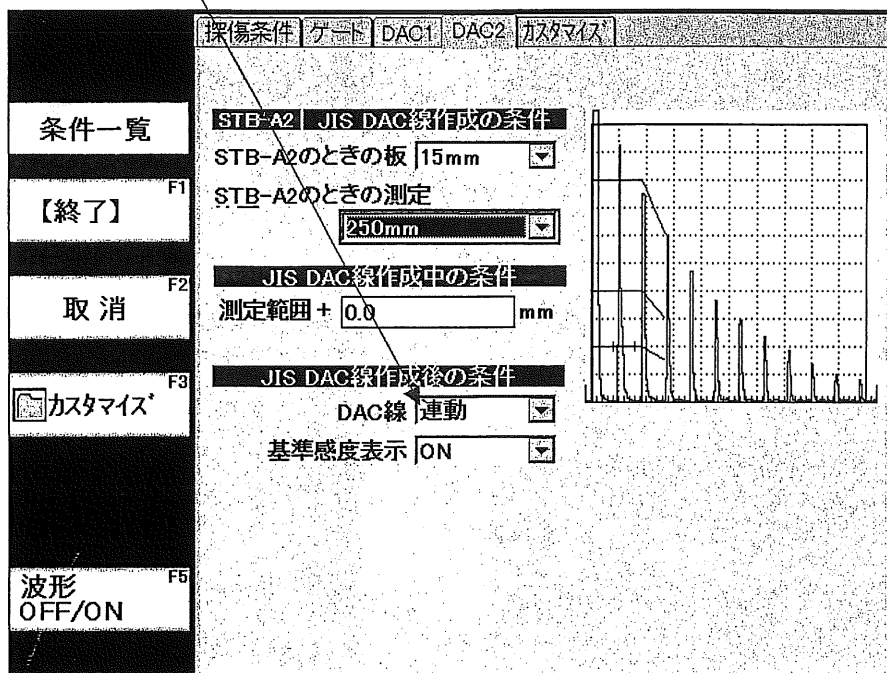 探傷条件 ゲート DAC1 DAC2 カスタマイズ
条件一覧
F1
【終了】
F2
取 消
F3
カスタマイズ
F5
波形
OFF/ON
STB-A2 JIS DAC線作成の条件
STB-A2のときの板 15mm
STB-A2のときの測定
250mm
JIS DAC線作成中の条件
測定範囲 + 0.0 mm
JIS DAC線作成後の条件
DAC線 連動
基準感度表示 ON